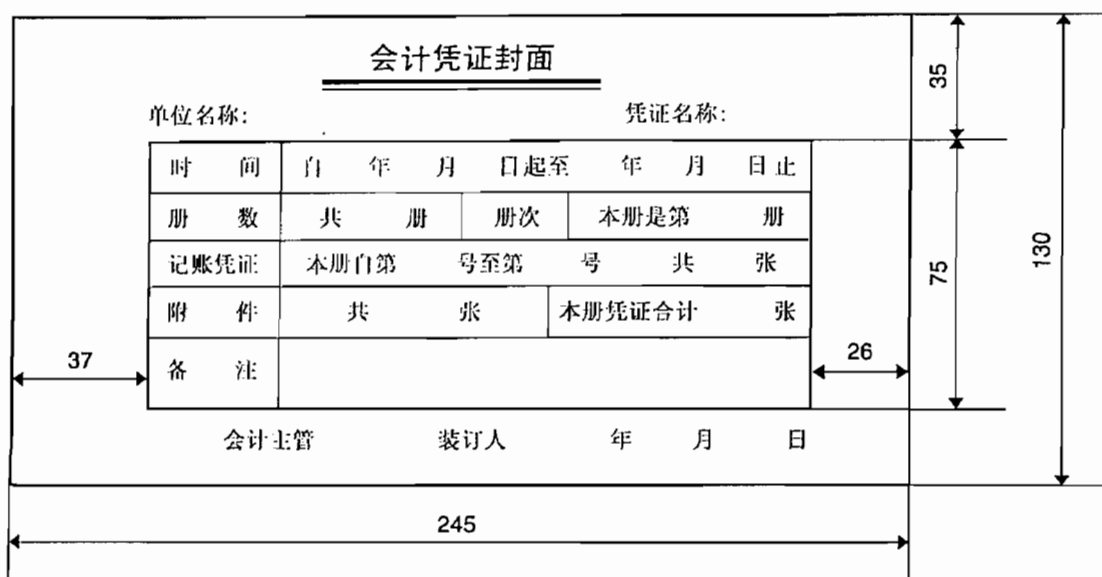 会计凭证封面
35
单位名称： 凭证名称：
时 间 自 年 月 日起至 年 月 日止
册 数 共 册 册次 本册是第 册
130
记账凭证 本册自第 号至第 号 共 张
75
附 件 共 张 本册凭证合计 张
37
26
备 注
会计主管 装订人 年 月 日
245